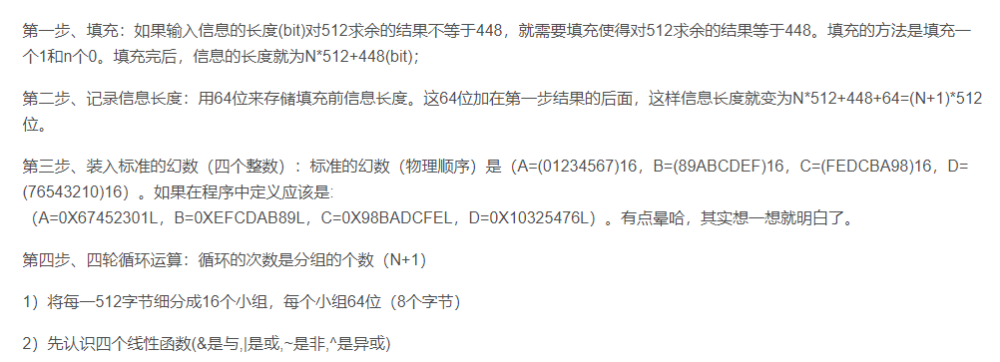 第一步、填充：如果输入信息的长度(bit)对512求余的结果不等于448，就需要填充使得对512求余的结果等于448。填充的方法是填充一
个1和n个0。填充完后，信息的长度就为N*512+448(bit)；
第二步、记录信息长度：用64位来存储填充前信息长度。这64位加在第一步结果的后面，这样信息长度就变为N*512+448+64=(N+1)*512
位。
第三步、装入标准的幻数（四个整数）：标准的幻数（物理顺序）是（A=(01234567)16，B=(89ABCDEF)16，C=(FEDCBA98)16，D=
(76543210)16）。如果在程序中定义应该是:
（A=0X67452301L，B=0XEFCDAB89L，C=0X98BADCFEL，D=0X10325476L）。有点晕哈，其实想一想就明白了。
第四步、四轮循环运算：循环的次数是分组的个数（N+1）
1）将每一512字节细分成16个小组，每个小组64位（8个字节）
2）先认识四个线性函数(&是与,|是或,~是非,^是异或)